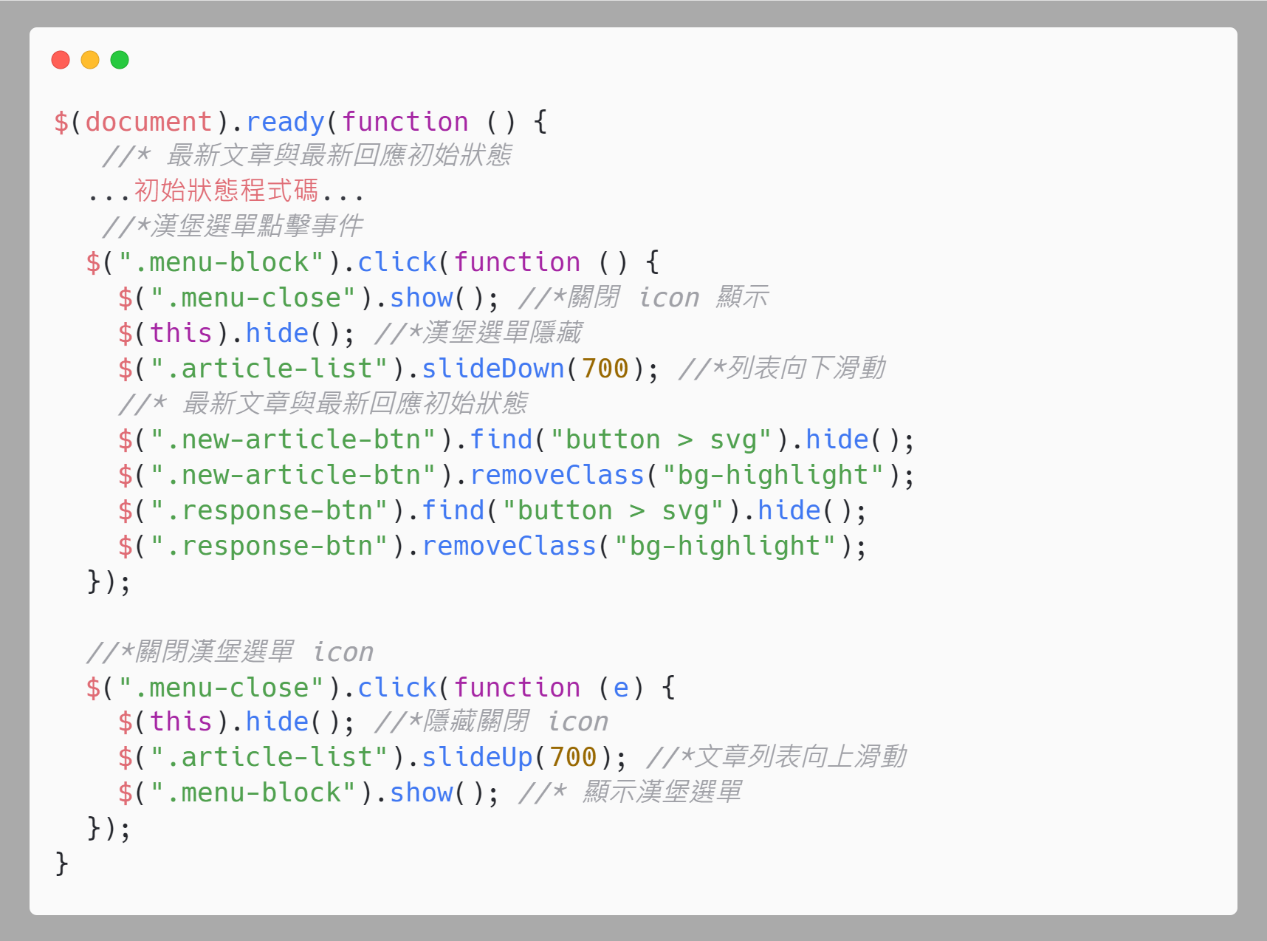 $(document).ready(function () {
   //* 最新文章與最新回應初始狀態
  ...初始狀態程式碼...
   //*漢堡選單點擊事件
  $(".menu-block").click(function () {
    $(".menu-close").show(); //*關閉 icon 顯示
    $(this).hide(); //*漢堡選單隱藏
    $(".article-list").slideDown(700); //*列表向下滑動
    //* 最新文章與最新回應初始狀態
    $(".new-article-btn").find("button > svg").hide();
    $(".new-article-btn").removeClass("bg-highlight");
    $(".response-btn").find("button > svg").hide();
    $(".response-btn").removeClass("bg-highlight");
  });

  //*關閉漢堡選單 icon
  $(".menu-close").click(function (e) {
    $(this).hide(); //*隱藏關閉 icon
    $(".article-list").slideUp(700); //*文章列表向上滑動
    $(".menu-block").show(); //* 顯示漢堡選單
  });
}